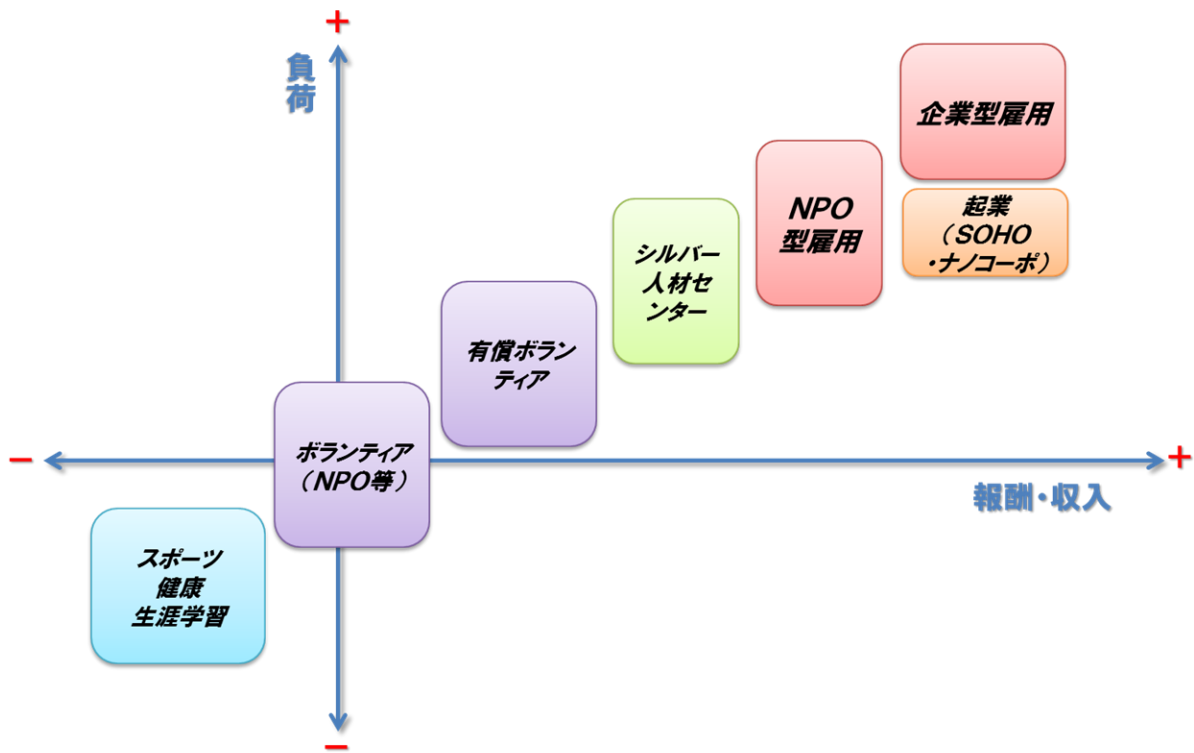 +
負荷
企業型雇用
NPO
型雇用
起業
（SOHO
・ナノコーポ）
シルバー
人材セ
ンター
有償ボラン
ティア
ボランティア
（NPO等）
−
+
報酬・収入
スポーツ
健康
生涯学習
−